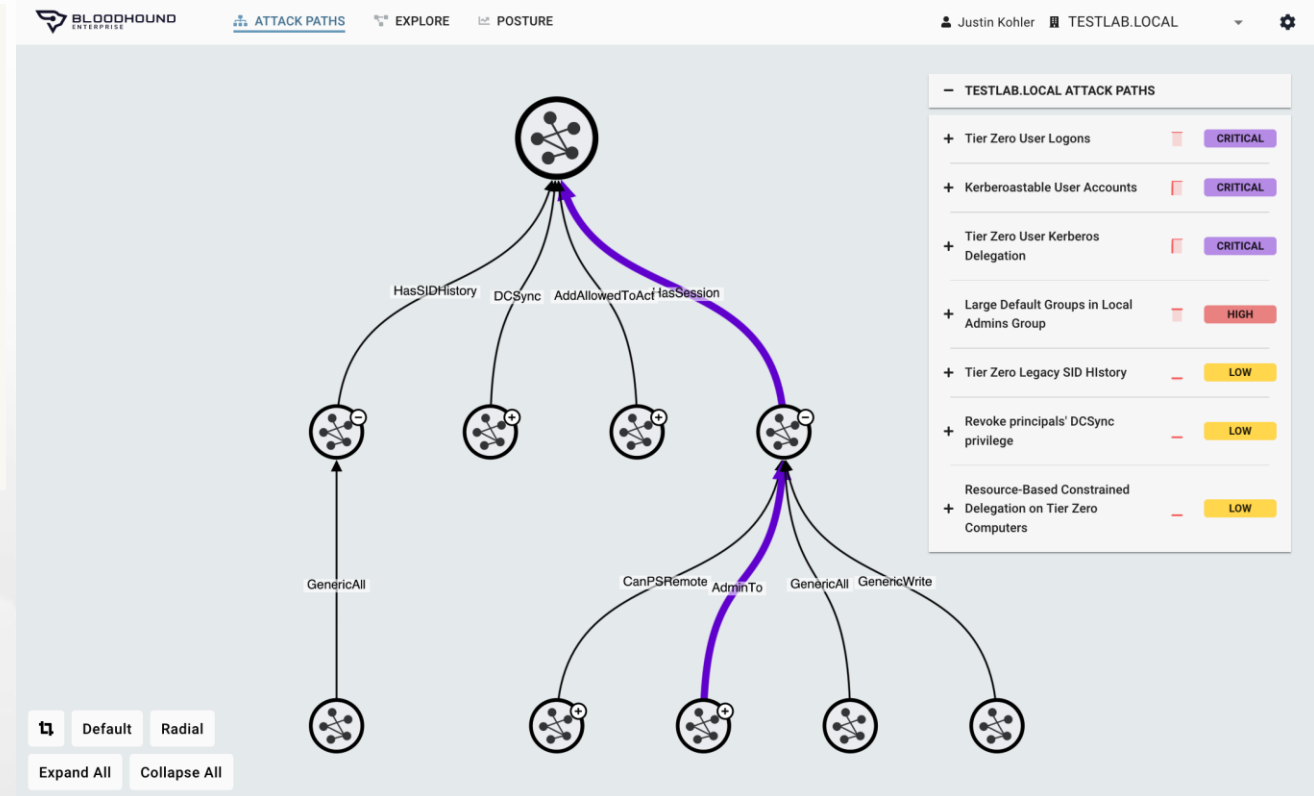 BLOODHOUND
ENTERPRISE
ATTACK PATHS
EXPLORE
POSTURE
Justin Kohler
TESTLAB.LOCAL
TESTLAB.LOCAL ATTACK PATHS
Tier Zero User Logons
CRITICAL
Kerberoastable User Accounts
CRITICAL
Tier Zero User Kerberos
Delegation
CRITICAL
Large Default Groups in Local
Admins Group
HIGH
Tier Zero Legacy SID HIstory
LOW
Revoke principals' DCSync
privilege
LOW
Resource-Based Constrained
Delegation on Tier Zero
Computers
LOW
HasSIDHistory
DCSync
AddAllowedToAct
HasSession
GenericAll
CanPSRemote
AdminTo
GenericAll
GenericWrite
Default
Radial
Expand All
Collapse All